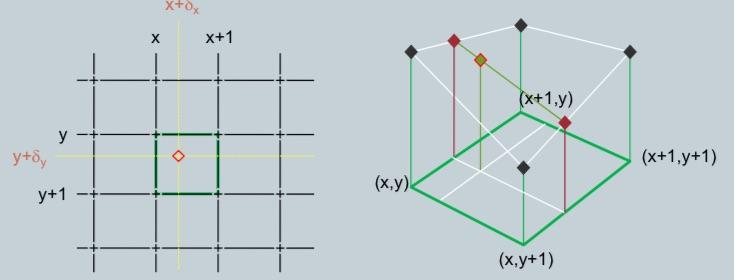 x+δx
x
x+1
y
y+δy
y+1
(x+1,y)
(x+1,y+1)
(x,y)
(x,y+1)